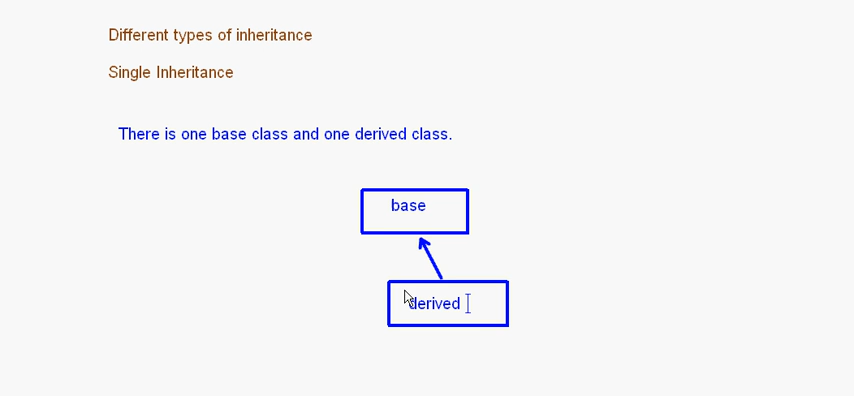 Different types of inheritance
Single Inheritance
There is one base class and one derived class.
base
derived